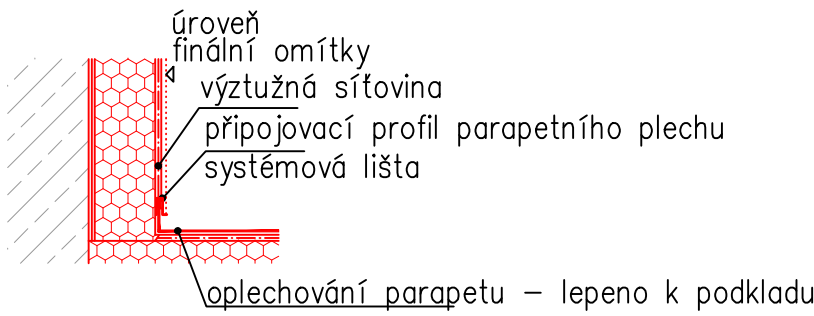 úroveň
finální omítky
výztužná síťovina
připojovací profil parapetního plechu
systémová lišta
oplechování parapetu – lepeno k podkladu